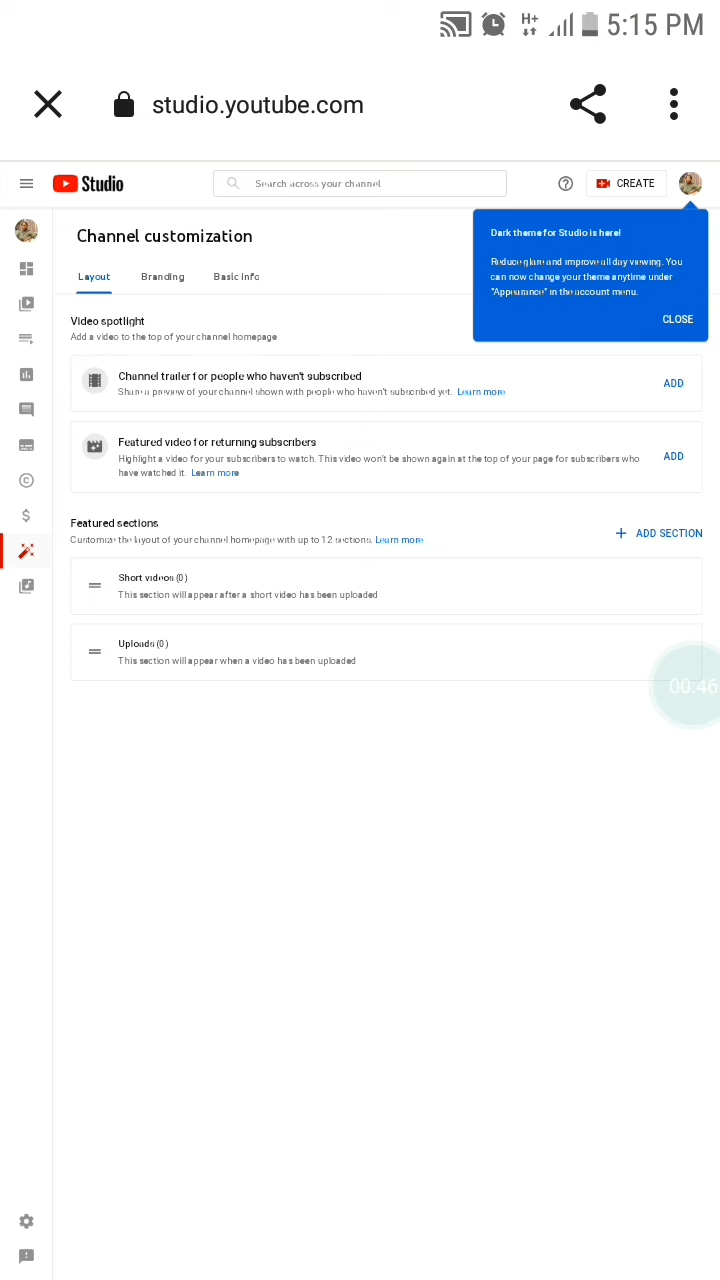 H+ 5:15 PM
studio.youtube.com
Studio
Search across your channel
CREATE
Dark theme for Studio is here!
Reduce glare and improve all day viewing. You
can now change your theme anytime under
"Appearance" in the account menu.
CLOSE
Channel customization
Layout Branding Basic info
Video spotlight
Add a video to the top of your channel homepage
Channel trailer for people who haven't subscribed
Share a preview of your channel shown with people who haven't subscribed yet. Learn more
ADD
Featured video for returning subscribers
Highlight a video for your subscribers to watch. This video won't be shown again at the top of your page for subscribers who
have watched it. Learn more
ADD
Featured sections
Customize the layout of your channel homepage with up to 12 sections. Learn more
+ ADD SECTION
Short videos (0)
This section will appear after a short video has been uploaded
Uploads (0)
This section will appear when a video has been uploaded
00:46